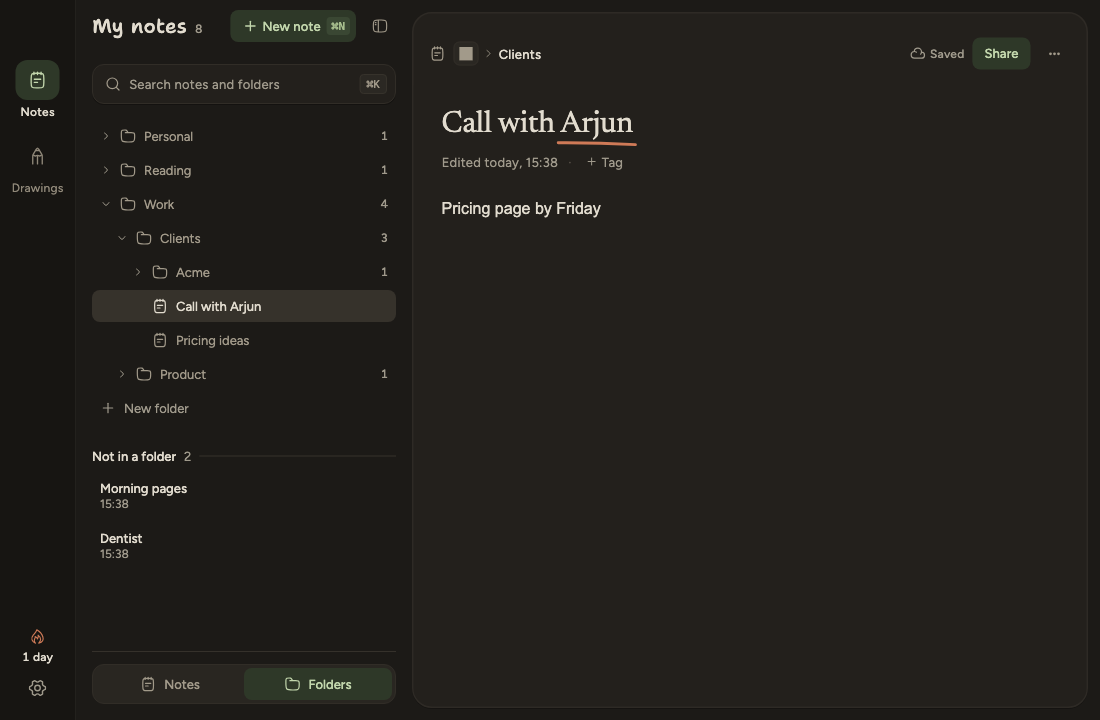 My notes 8
+ New note ⌘N
Search notes and folders ⌘K
Notes
Drawings
Personal 1
Reading 1
Work 4
Clients 3
Acme 1
Call with Arjun
Pricing ideas
Product 1
+ New folder
Not in a folder 2
Morning pages
15:38
Dentist
15:38
1 day
Notes
Folders
Clients
Saved
Share
Call with Arjun
Edited today, 15:38 · + Tag
Pricing page by Friday